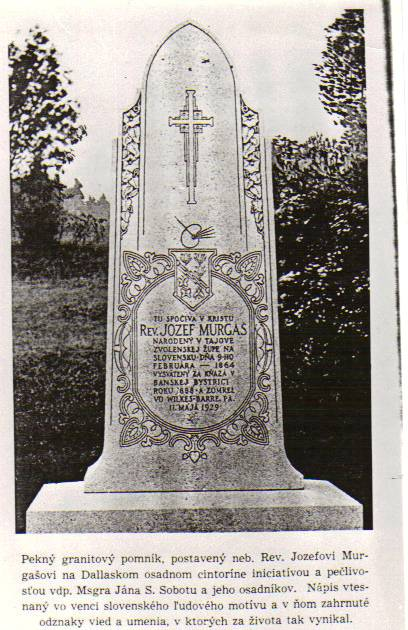 TU SPOČIVA V KRISTU
REV. JOZEF MURGAŠ
NARODENÝ V TAJOVE
ZVOLENSKEJ ŽUPE NA
SLOVENSKU·DŇA 9·HO
FEBRUARA — 1864
VYSVÄTENÝ ZA KŇAZA V
BANSKEJ BYSTRICI
ROKU 1888·A ZOMREL
VO WILKES-BARRE, PA.
11. MAJA 1929
Pekný granitový pomník, postavený neb. Rev. Jozefovi Mur-
gašovi na Dallaskom osadnom cintoríne iniciatívou a pečlivo-
sťou vdp. Msgra Jána S. Sobotu a jeho osadníkov. Nápis vtes-
naný vo venci slovenského ľudového motívu a v ňom zahrnuté
odznaky vied a umenia, v ktorých za života tak vynikal.